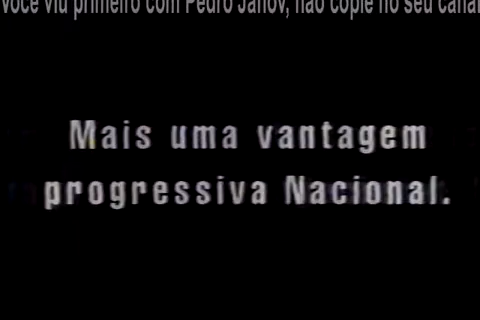 você viu primeiro com Pedro Janov, não copie no seu canal
Mais uma vantagem
progressiva Nacional.